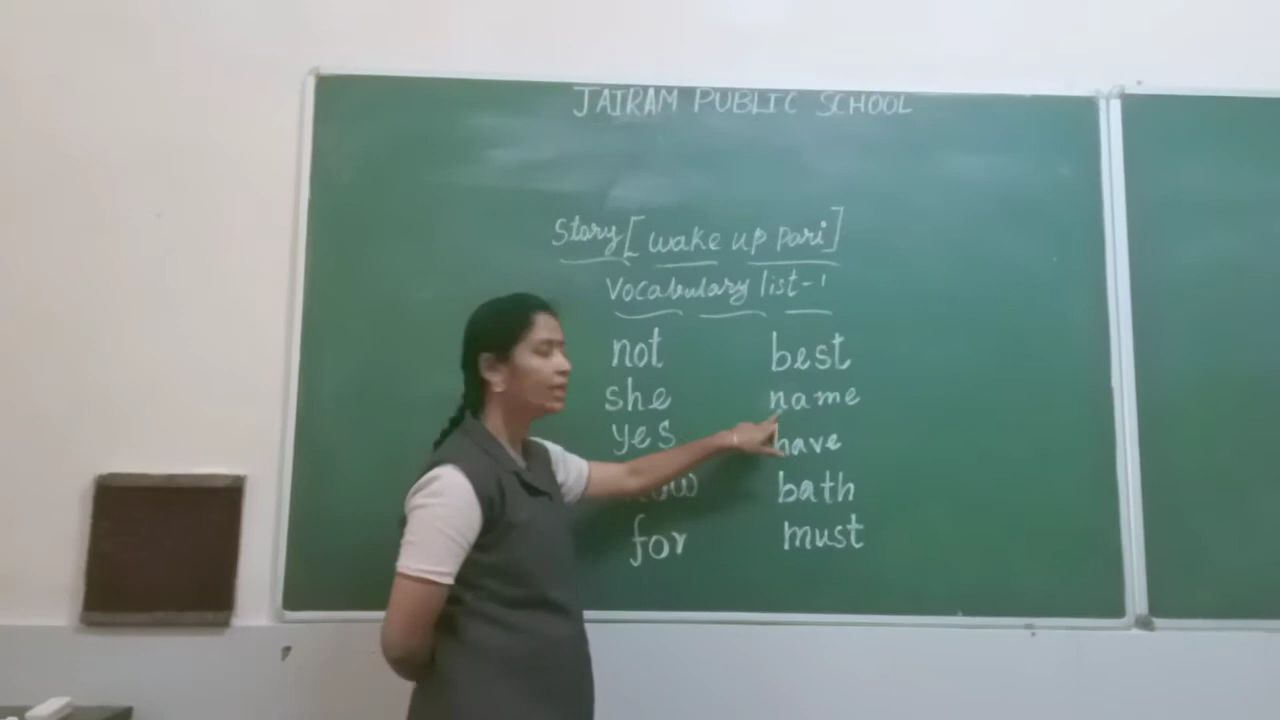 JAIRAM PUBLIC SCHOOL
Story [wake up pari]
Vocabulary list-1
not best
she name
yes have
bath
for must